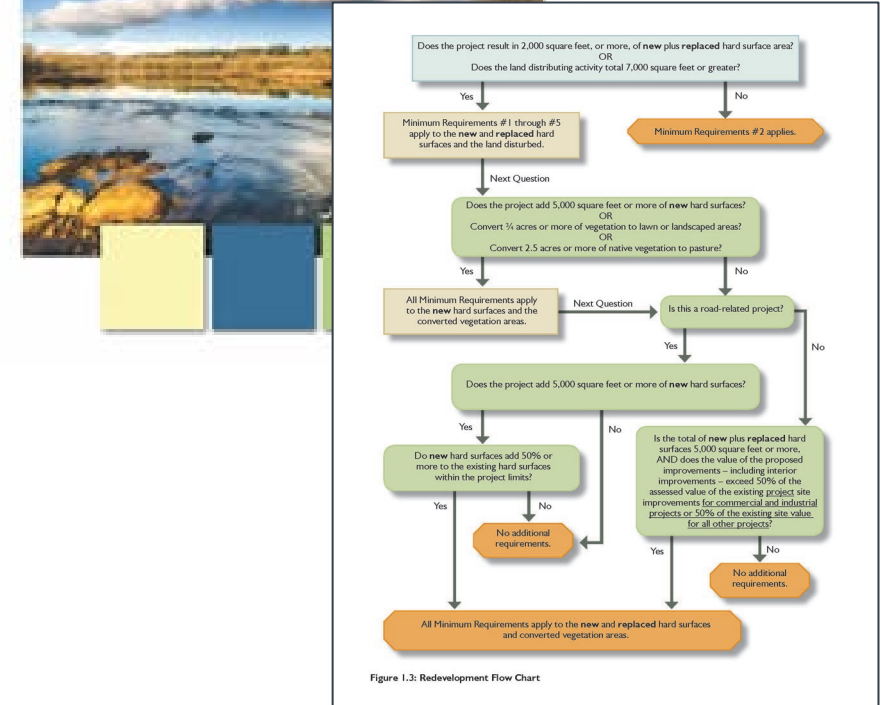 Does the project result in 2,000 square feet, or more, of new plus replaced hard surface area?
OR
Does the land distributing activity total 7,000 square feet or greater?
Yes
No
Minimum Requirements #1 through #5
apply to the new and replaced hard
surfaces and the land disturbed.
Minimum Requirements #2 applies.
Next Question
Does the project add 5,000 square feet or more of new hard surfaces?
OR
Convert ¾ acres or more of vegetation to lawn or landscaped areas?
OR
Convert 2.5 acres or more of native vegetation to pasture?
Yes
No
All Minimum Requirements apply
to the new hard surfaces and the
converted vegetation areas.
Next Question
Is this a road-related project?
Yes
No
Does the project add 5,000 square feet or more of new hard surfaces?
Yes
No
Do new hard surfaces add 50% or
more to the existing hard surfaces
within the project limits?
Is the total of new plus replaced hard
surfaces 5,000 square feet or more,
AND does the value of the proposed
improvements – including interior
improvements – exceed 50% of the
assessed value of the existing project site
improvements for commercial and industrial
projects or 50% of the existing site value
for all other projects?
Yes
No
No additional
requirements.
Yes
No
No additional
requirements.
All Minimum Requirements apply to the new and replaced hard surfaces
and converted vegetation areas.
Figure 1.3: Redevelopment Flow Chart